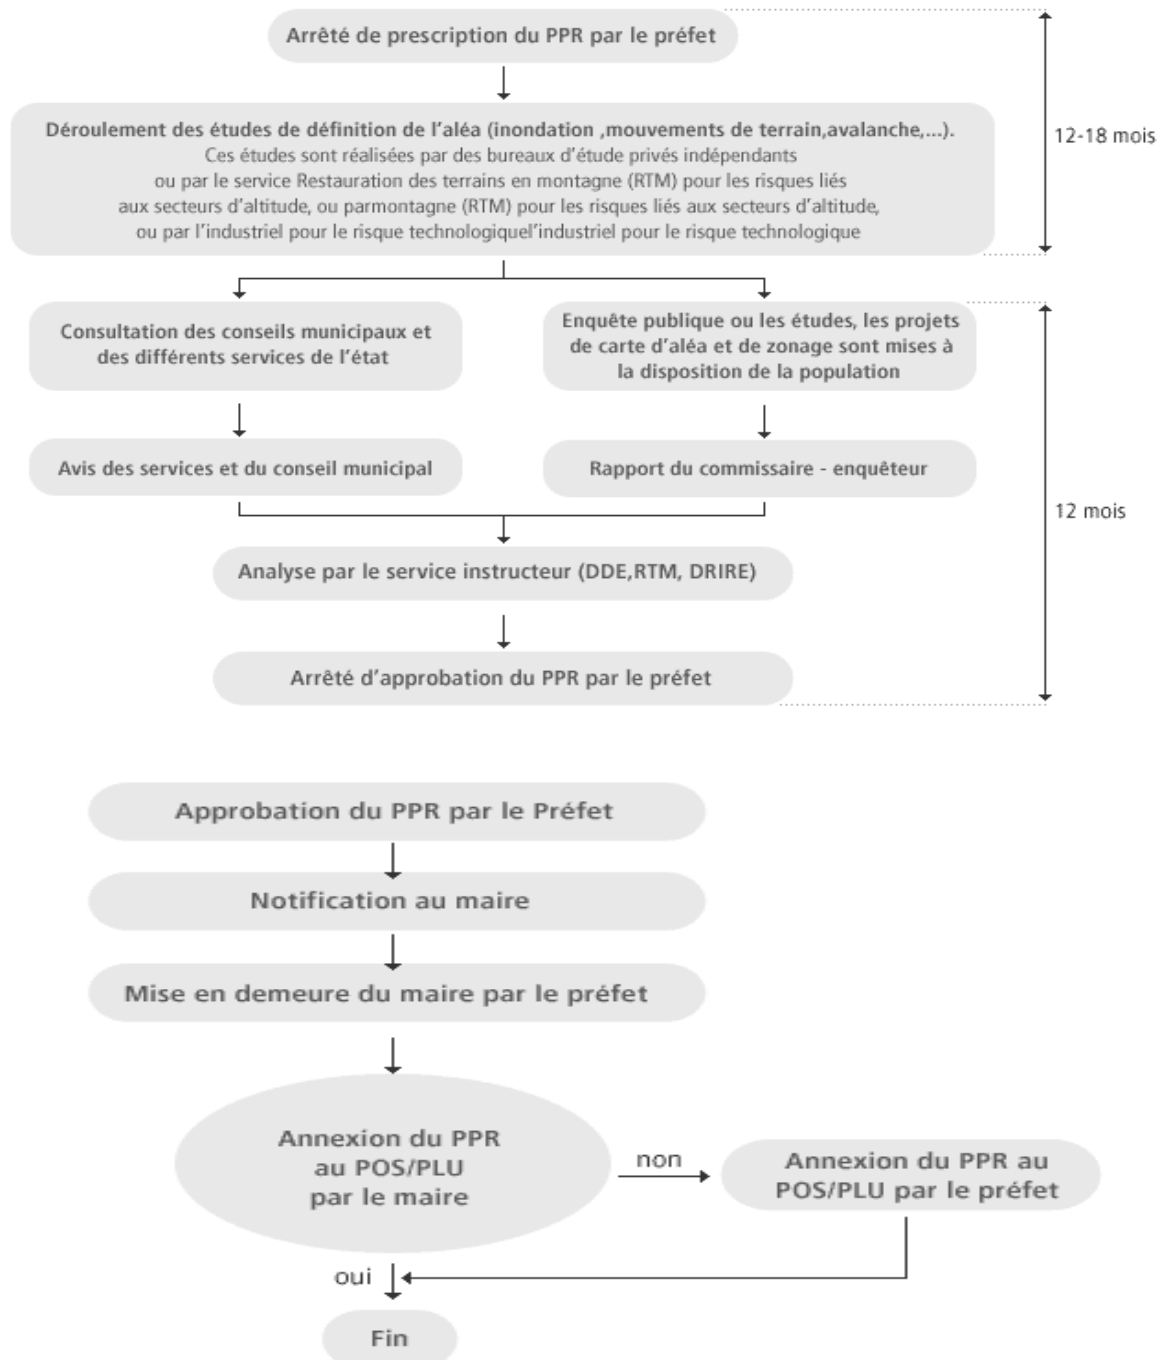 Arrêté de prescription du PPR par le préfet
Déroulement des études de définition de l'aléa (inondation ,mouvements de terrain,avalanche,...).
Ces études sont réalisées par des bureaux d'étude privés indépendants
ou par le service Restauration des terrains en montagne (RTM) pour les risques liés
aux secteurs d'altitude, ou parmontagne (RTM) pour les risques liés aux secteurs d'altitude,
ou par l'industriel pour le risque technologiquel'industriel pour le risque technologique
12-18 mois
Consultation des conseils municipaux et
des différents services de l'état
Enquête publique ou les études, les projets
de carte d'aléa et de zonage sont mises à
la disposition de la population
Avis des services et du conseil municipal
Rapport du commissaire - enquêteur
12 mois
Analyse par le service instructeur (DDE,RTM, DRIRE)
Arrêté d'approbation du PPR par le préfet
Approbation du PPR par le Préfet
Notification au maire
Mise en demeure du maire par le préfet
Annexion du PPR
au POS/PLU
par le maire
non
Annexion du PPR au
POS/PLU par le préfet
oui
Fin